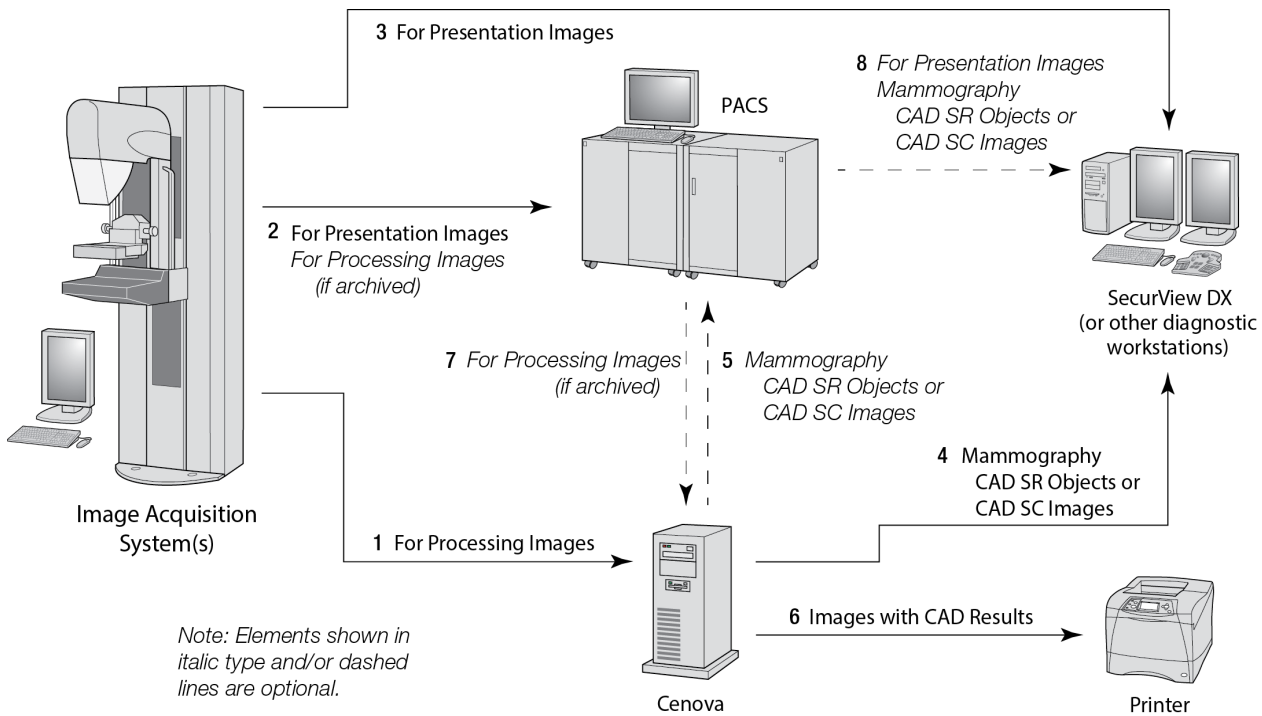 3 For Presentation Images
8 For Presentation Images
Mammography
CAD SR Objects or
CAD SC Images
PACS
2 For Presentation Images
For Processing Images
(if archived)
SecurView DX
(or other diagnostic
workstations)
7 For Processing Images
(if archived)
5 Mammography
CAD SR Objects or
CAD SC Images
4 Mammography
CAD SR Objects or
CAD SC Images
Image Acquisition
System(s)
1 For Processing Images
6 Images with CAD Results
Note: Elements shown in
italic type and/or dashed
lines are optional.
Cenova
Printer